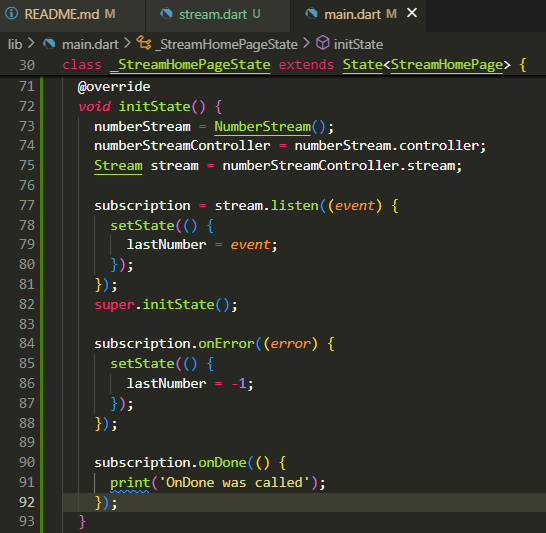 README.md M stream.dart U main.dart M
lib > main.dart > _StreamHomePageState > initState
30 class _StreamHomePageState extends State<StreamHomePage> {
71 @override
72 void initState() {
73 numberStream = NumberStream();
74 numberStreamController = numberStream.controller;
75 Stream stream = numberStreamController.stream;
76
77 subscription = stream.listen((event) {
78 setState(() {
79 lastNumber = event;
80 });
81 });
82 super.initState();
83
84 subscription.onError((error) {
85 setState(() {
86 lastNumber = -1;
87 });
88 });
89
90 subscription.onDone(() {
91 print('OnDone was called');
92 });
93 }